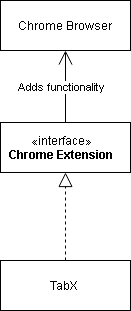 Chrome Browser
Adds functionality
«interface»
Chrome Extension
TabX